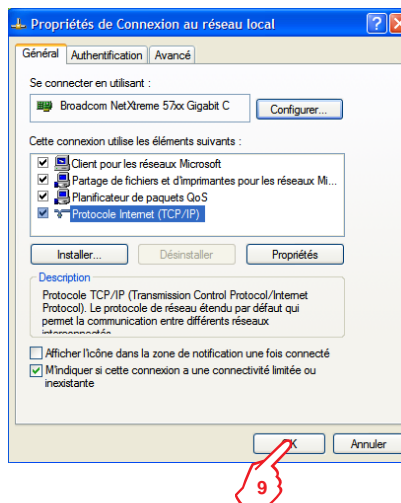 Propriétés de Connexion au réseau local
Général Authentification Avancé
Se connecter en utilisant :
Broadcom NetXtreme 57xx Gigabit C Configurer...
Cette connexion utilise les éléments suivants :
Client pour les réseaux Microsoft
Partage de fichiers et d'imprimantes pour les réseaux Mi...
Planificateur de paquets QoS
Protocole Internet (TCP/IP)
Installer... Désinstaller Propriétés
Description
Protocole TCP/IP (Transmission Control Protocol/Internet
Protocol). Le protocole de réseau étendu par défaut qui
permet la communication entre différents réseaux
Afficher l'icône dans la zone de notification une fois connecté
M'indiquer si cette connexion a une connectivité limitée ou
inexistante
Annuler
9